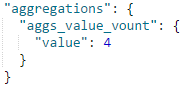 "aggregations": {
"aggs_value_vount": {
"value": 4
}
}